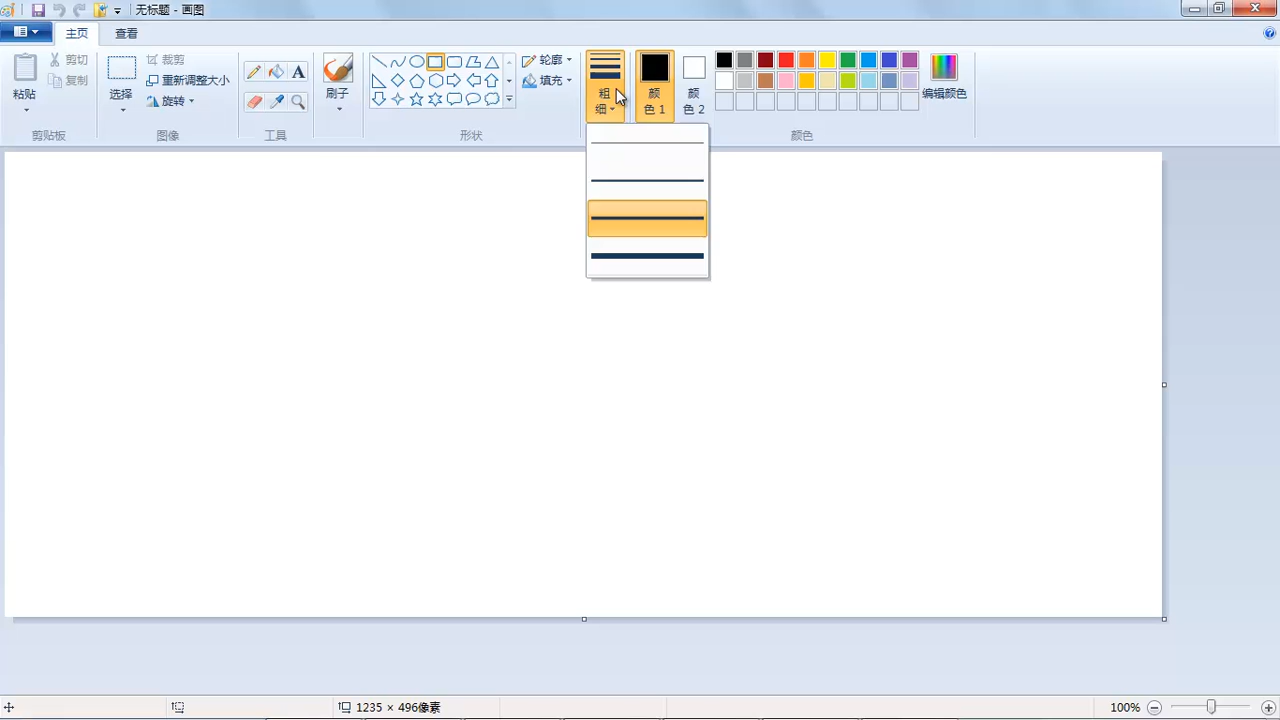 无标题 - 画图
主页
查看
粘贴
剪切
复制
剪贴板
选择
裁剪
重新调整大小
旋转
图像
A
工具
刷子
轮廓
填充
形状
粗
细
颜
色 1
颜
色 2
编辑颜色
颜色
1235 × 496像素
100%